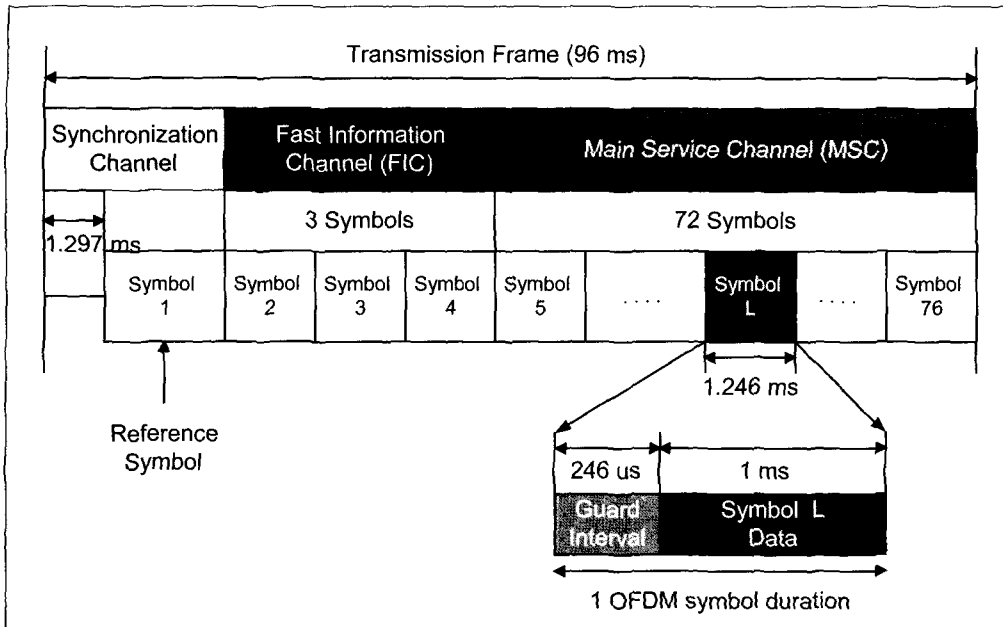 Transmission Frame (96 ms)
Synchronization
Channel
Fast Information
Channel (FIC)
Main Service Channel (MSC)
1.297 ms
3 Symbols
72 Symbols
Symbol
1
Symbol
2
Symbol
3
Symbol
4
Symbol
5
....
Symbol
L
....
Symbol
76
1.246 ms
Reference
Symbol
246 us
1 ms
Guard
Interval
Symbol L
Data
1 OFDM symbol duration